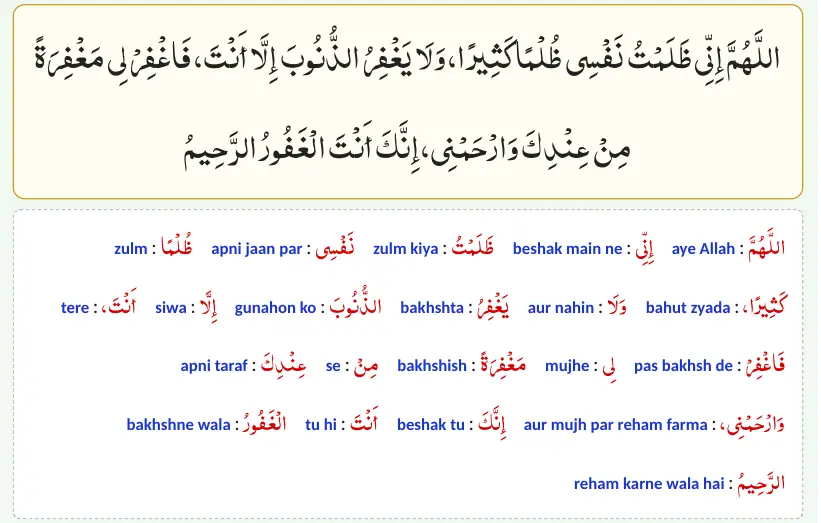 اللَّهُمَّ إِنِّي ظَلَمْتُ نَفْسِي ظُلْمًا كَثِيرًا، وَلَا يَغْفِرُ الذُّنُوبَ إِلَّا أَنْتَ، فَاغْفِرْ لِي مَغْفِرَةً
مِنْ عِنْدِكَ وَارْحَمْنِي، إِنَّكَ أَنْتَ الْغَفُورُ الرَّحِيمُ
اللَّهُمَّ : aye Allah إِنِّي : beshak main ne ظَلَمْتُ : zulm kiya نَفْسِي : apni jaan par ظُلْمًا : zulm
كَثِيرًا، : bahut zyada وَلَا : aur nahin يَغْفِرُ : bakhshta الذُّنُوبَ : gunahon ko إِلَّا : siwa أَنْتَ، : tere
فَاغْفِرْ : pas bakhsh de لِي : mujhe مَغْفِرَةً : bakhshish مِنْ : se عِنْدِكَ : apni taraf
وَارْحَمْنِي، : aur mujh par reham farma إِنَّكَ : beshak tu أَنْتَ : tu hi الْغَفُورُ : bakhshne wala
الرَّحِيمُ : reham karne wala hai